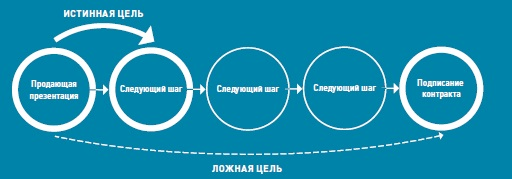 ИСТИННАЯ ЦЕЛЬ
Продающая
презентация
Следующий шаг
Следующий шаг
Следующий шаг
Подписание
контракта
ЛОЖНАЯ ЦЕЛЬ